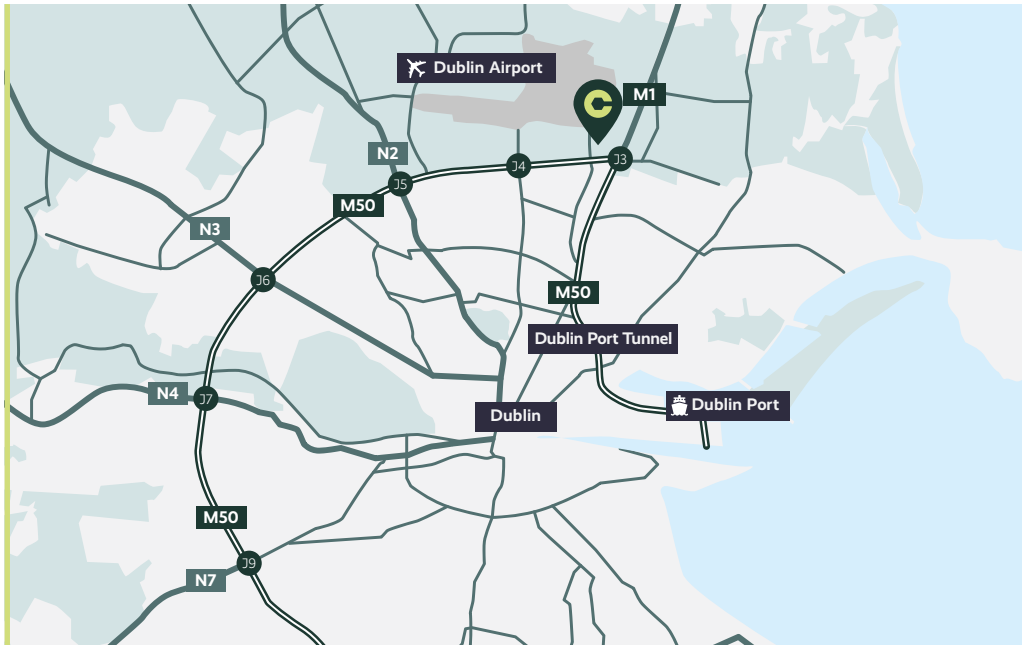 Dublin Airport
M1
N2
J4
J3
J5
M50
N3
J6
M50
Dublin Port Tunnel
N4
J7
Dublin Port
Dublin
M50
J9
N7